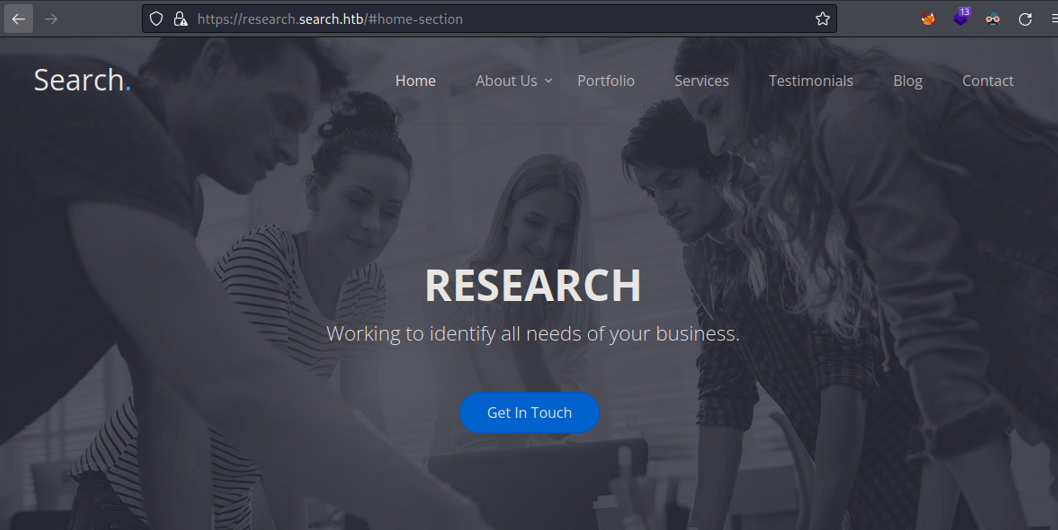 https://research.search.htb/#home-section
13
Search.
Home About Us Portfolio Services Testimonials Blog Contact
RESEARCH
Working to identify all needs of your business.
Get In Touch